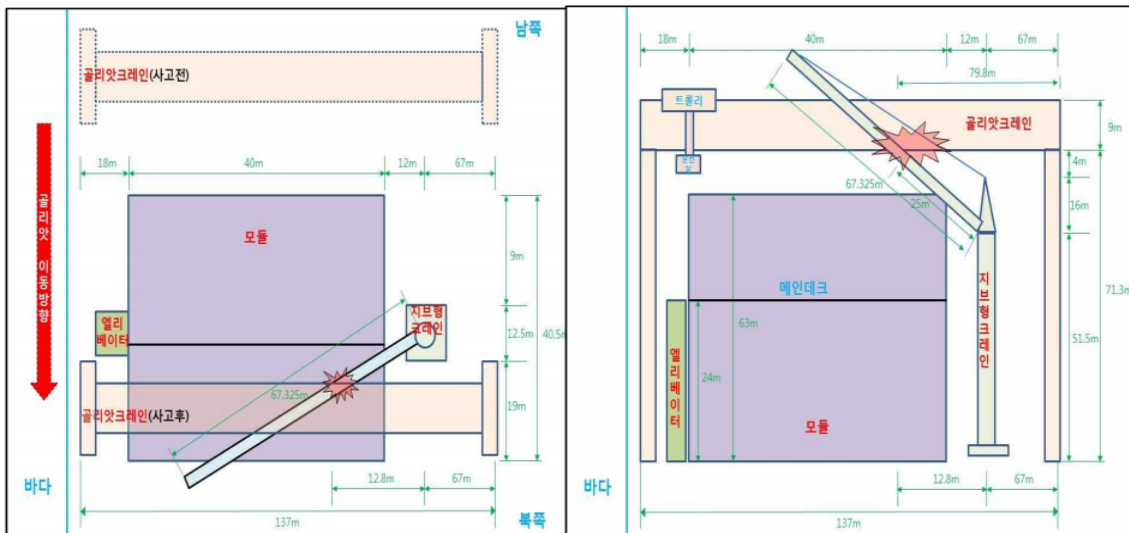 남쪽
골리앗크레인(사고전)
18m
40m
12m
67m
골리앗 이동방향
모듈
9m
엘리
베이터
지브형
크레인
12.5m
40.5m
67.325m
골리앗크레인(사고후)
19m
바다
12.8m
67m
137m
북쪽
18m
40m
12m
67m
79.8m
트롤리
골리앗크레인
9m
4m
67.325m
25m
16m
메인데크
63m
지브형크레인
71.3m
51.5m
엘리베이터
24m
모듈
바다
12.8m
67m
137m